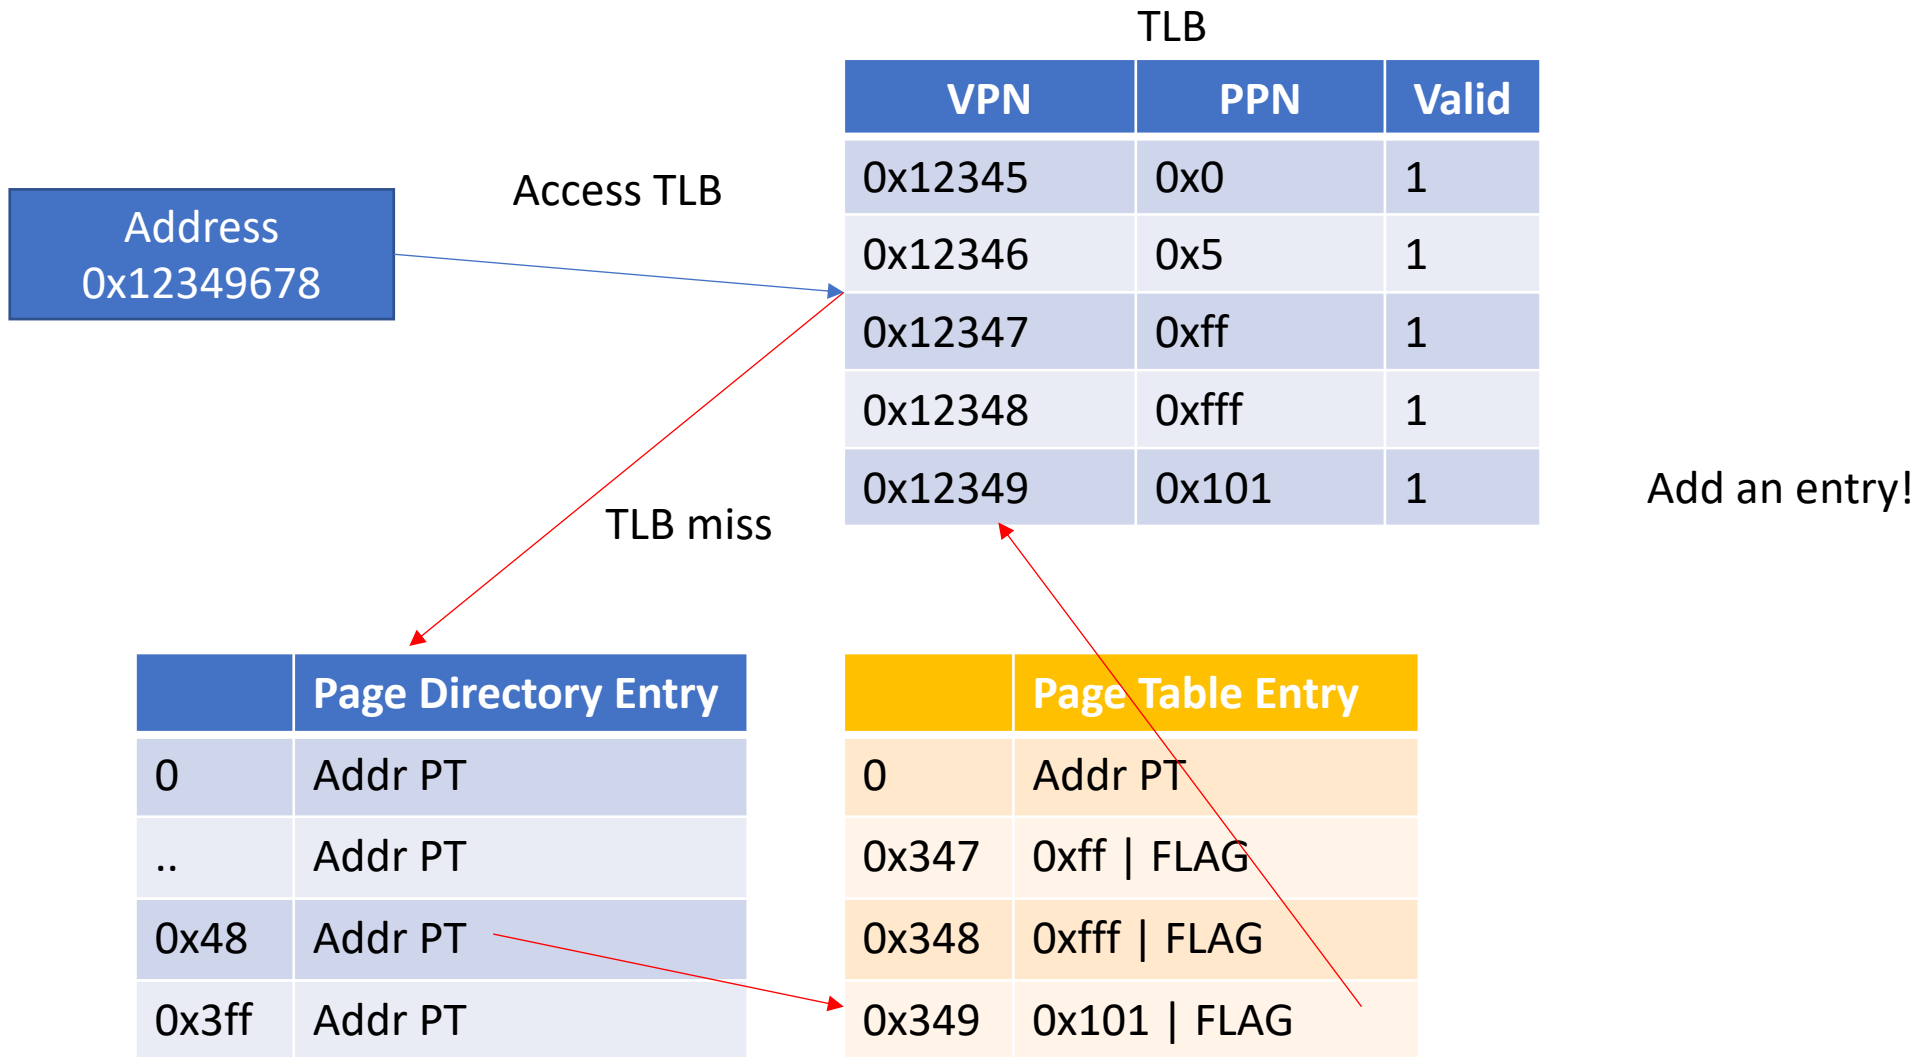 TLB
VPN PPN Valid
0x12345 0x0 1
0x12346 0x5 1
0x12347 0xff 1
0x12348 0xfff 1
0x12349 0x101 1
Address
0x12349678
Access TLB
Add an entry!
TLB miss
Page Directory Entry
0 Addr PT
.. Addr PT
0x48 Addr PT
0x3ff Addr PT
Page Table Entry
0 Addr PT
0x347 0xff | FLAG
0x348 0xfff | FLAG
0x349 0x101 | FLAG